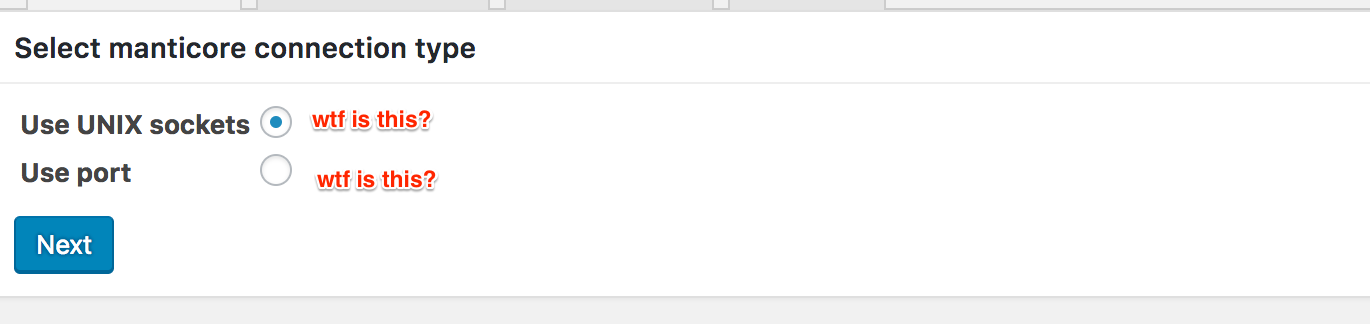 Select manticore connection type
Use UNIX sockets wtf is this?
Use port wtf is this?
Next